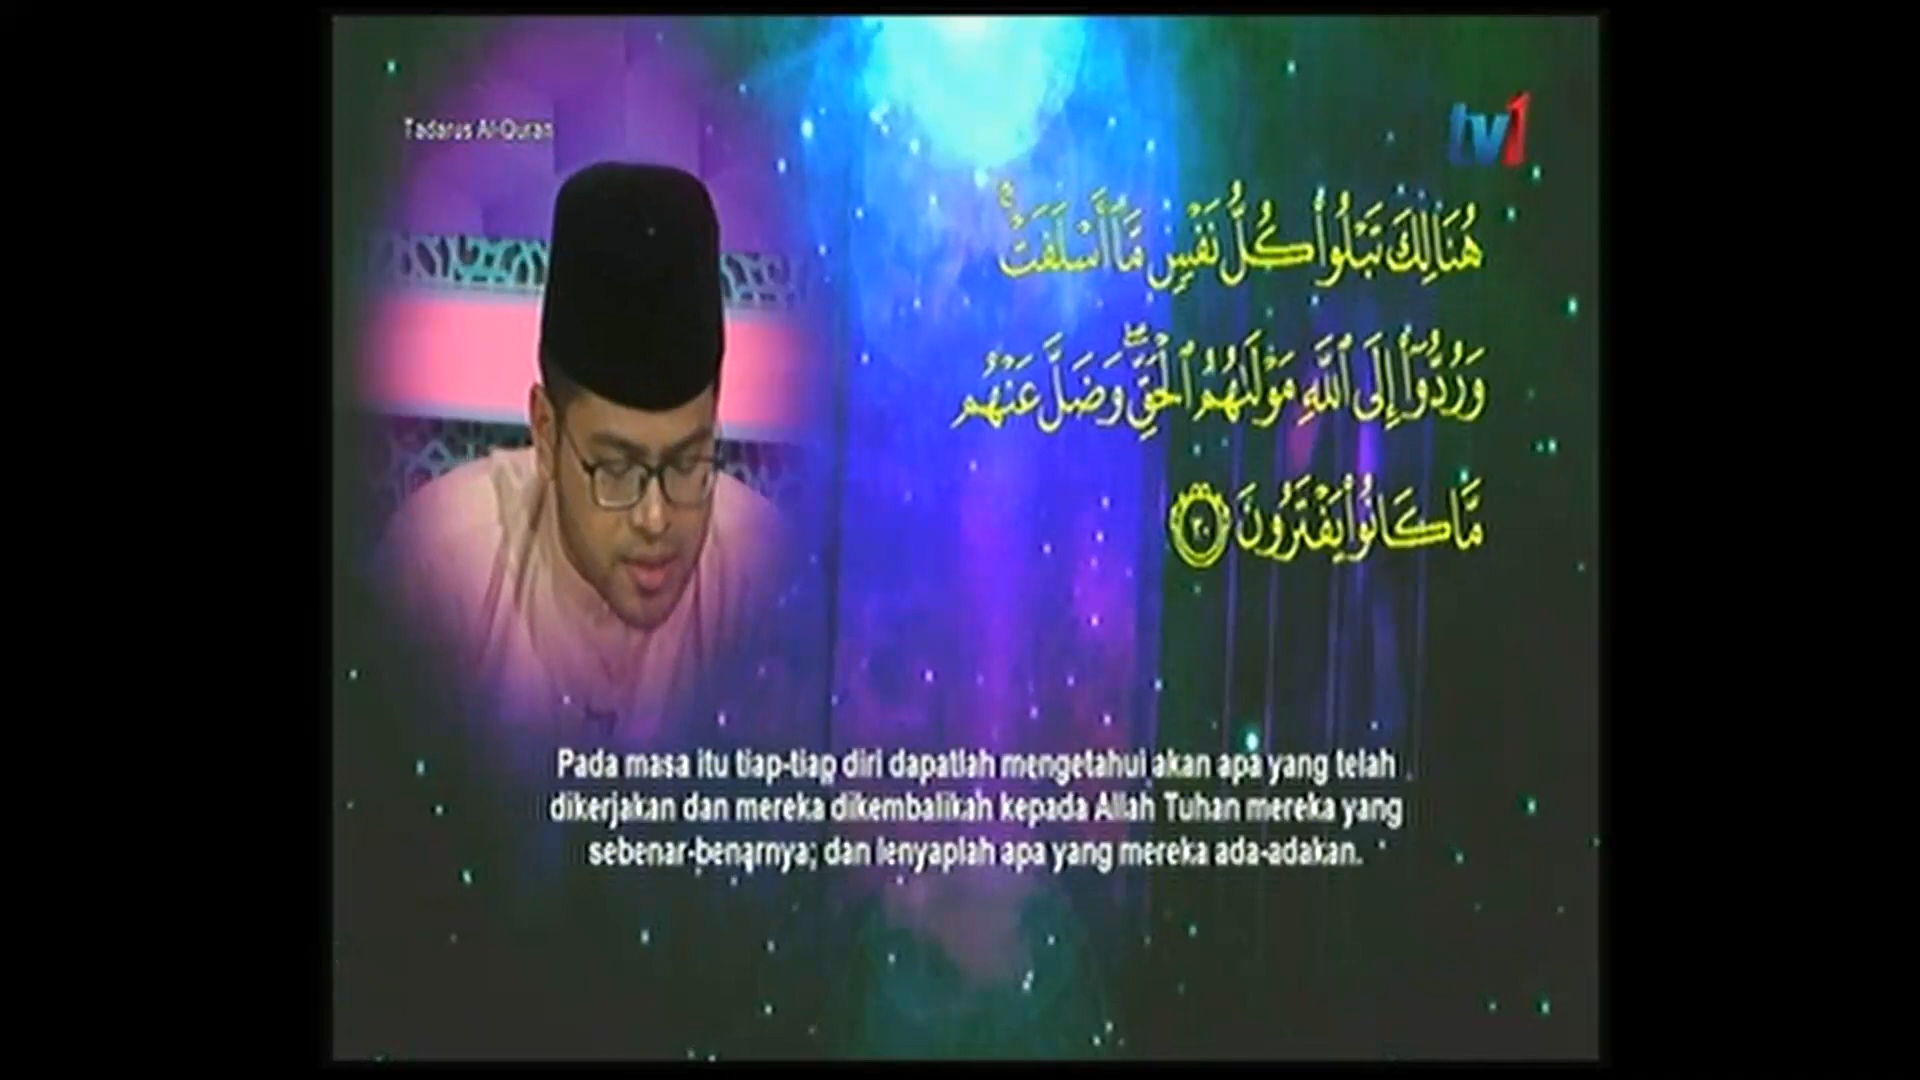 Tadarus Al-Quran
tv1
هُنَالِكَ تَبْلُوا۟ كُلُّ نَفْسٍ مَّآ أَسْلَفَتْ ۚ
وَرُدُّوٓا۟ إِلَى ٱللَّهِ مَوْلَىٰهُمُ ٱلْحَقِّ ۖ وَضَلَّ عَنْهُم
مَّا كَانُوا۟ يَفْتَرُونَ ٣٠
Pada masa itu tiap-tiap diri dapatlah mengetahui akan apa yang telah
dikerjakan dan mereka dikembalikah kepada Allah Tuhan mereka yang
sebenar-benarnya; dan lenyaplah apa yang mereka ada-adakan.